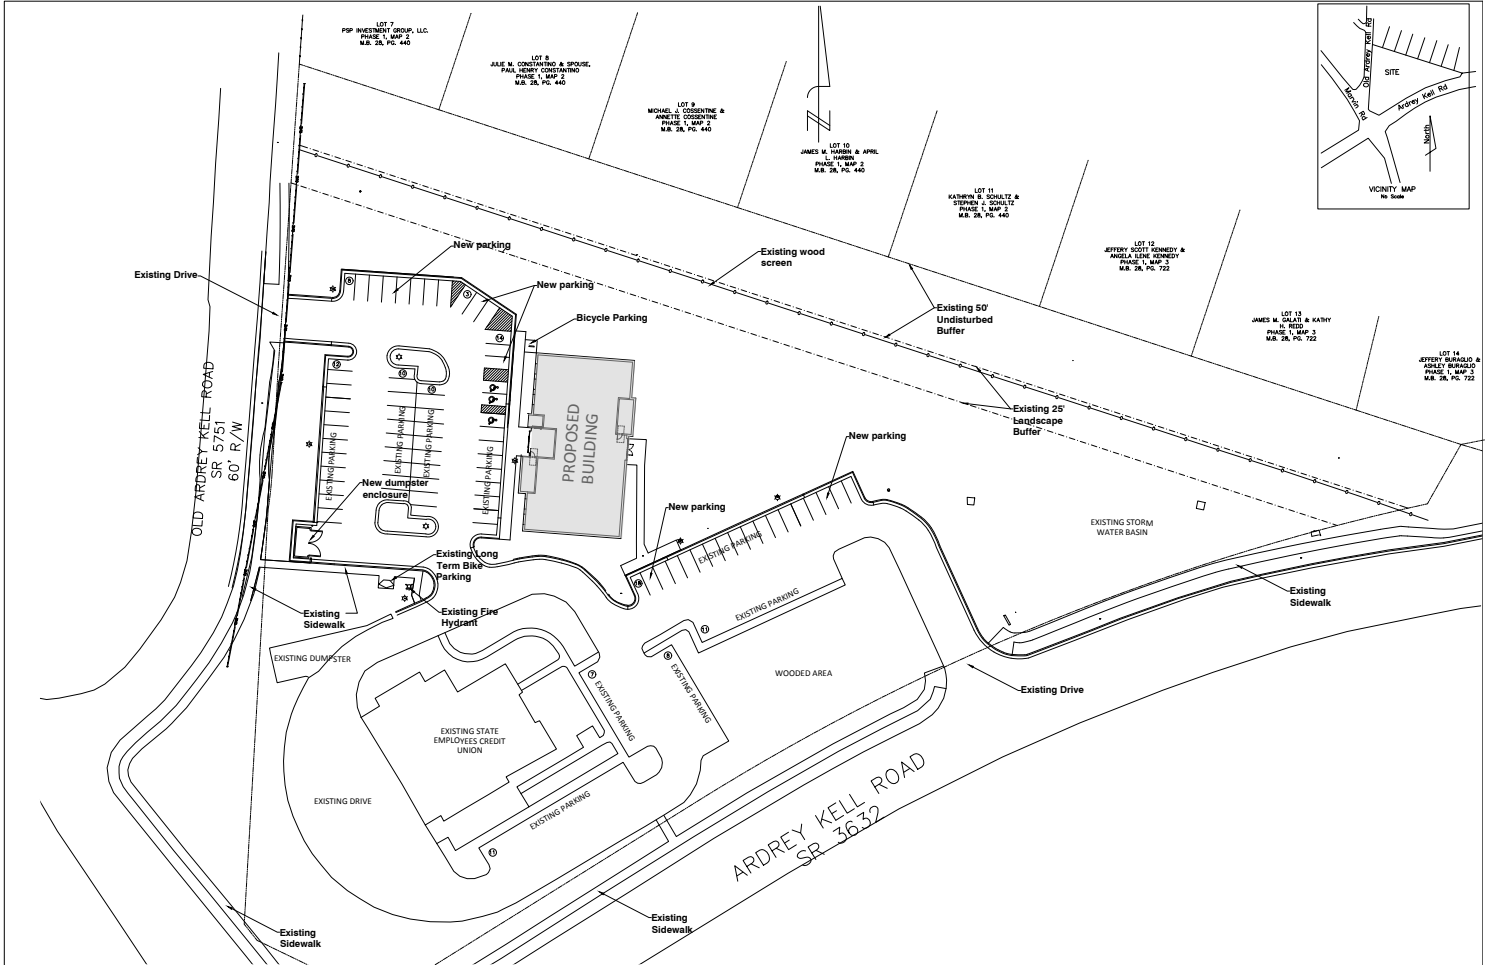 LOT 7
PSP INVESTMENT GROUP, LLC.
PHASE 1, MAP 2
M.B. 28, PG. 440
LOT 8
JULIE M. CONSTANTINO & SPOUSE,
PAUL HENRY CONSTANTINO
PHASE 1, MAP 2
M.B. 28, PG. 440
LOT 9
MICHAEL J. COSSENTINE &
ANNETTE COSSENTINE
PHASE 1, MAP 2
M.B. 28, PG. 440
LOT 10
JAMES M. HARBIN & APRIL
L. HARBIN
PHASE 1, MAP 2
M.B. 28, PG. 440
LOT 11
KATHRYN B. SCHULTZ &
STEPHEN J. SCHULTZ
PHASE 1, MAP 2
M.B. 28, PG. 440
LOT 12
JEFFERY SCOTT KENNEDY &
ANGELA ILENE KENNEDY
PHASE 1, MAP 3
M.B. 28, PG. 722
LOT 13
JAMES M. GALATI & KATHY
H. REDD
PHASE 1, MAP 3
M.B. 28, PG. 722
LOT 14
JEFFERY BURAGLIO &
ASHLEY BURAGLIO
PHASE 1, MAP 3
M.B. 28, PG. 722
N
Old Ardrey Kell Rd
SITE
Marvin Rd
Ardrey Kell Rd
North
VICINITY MAP
No Scale
New parking
Existing Drive
New parking
Bicycle Parking
Existing wood
screen
Existing 50'
Undisturbed
Buffer
Existing 25'
Landscape
Buffer
3
14
12
10
10
OLD ARDREY KELL ROAD
SR 5751
60' R/W
EXISTING PARKING
EXISTING PARKING
EXISTING PARKING
EXISTING PARKING
PROPOSED
BUILDING
New dumpster
enclosure
New parking
New parking
EXISTING PARKING
EXISTING STORM
WATER BASIN
Existing Long
Term Bike
Parking
Existing
Sidewalk
Existing Fire
Hydrant
EXISTING PARKING
11
Existing
Sidewalk
EXISTING DUMPSTER
7
EXISTING PARKING
EXISTING PARKING
WOODED AREA
Existing Drive
EXISTING STATE
EMPLOYEES CREDIT
UNION
EXISTING DRIVE
EXISTING PARKING
11
ARDREY KELL ROAD
SR 3632
Existing
Sidewalk
Existing
Sidewalk